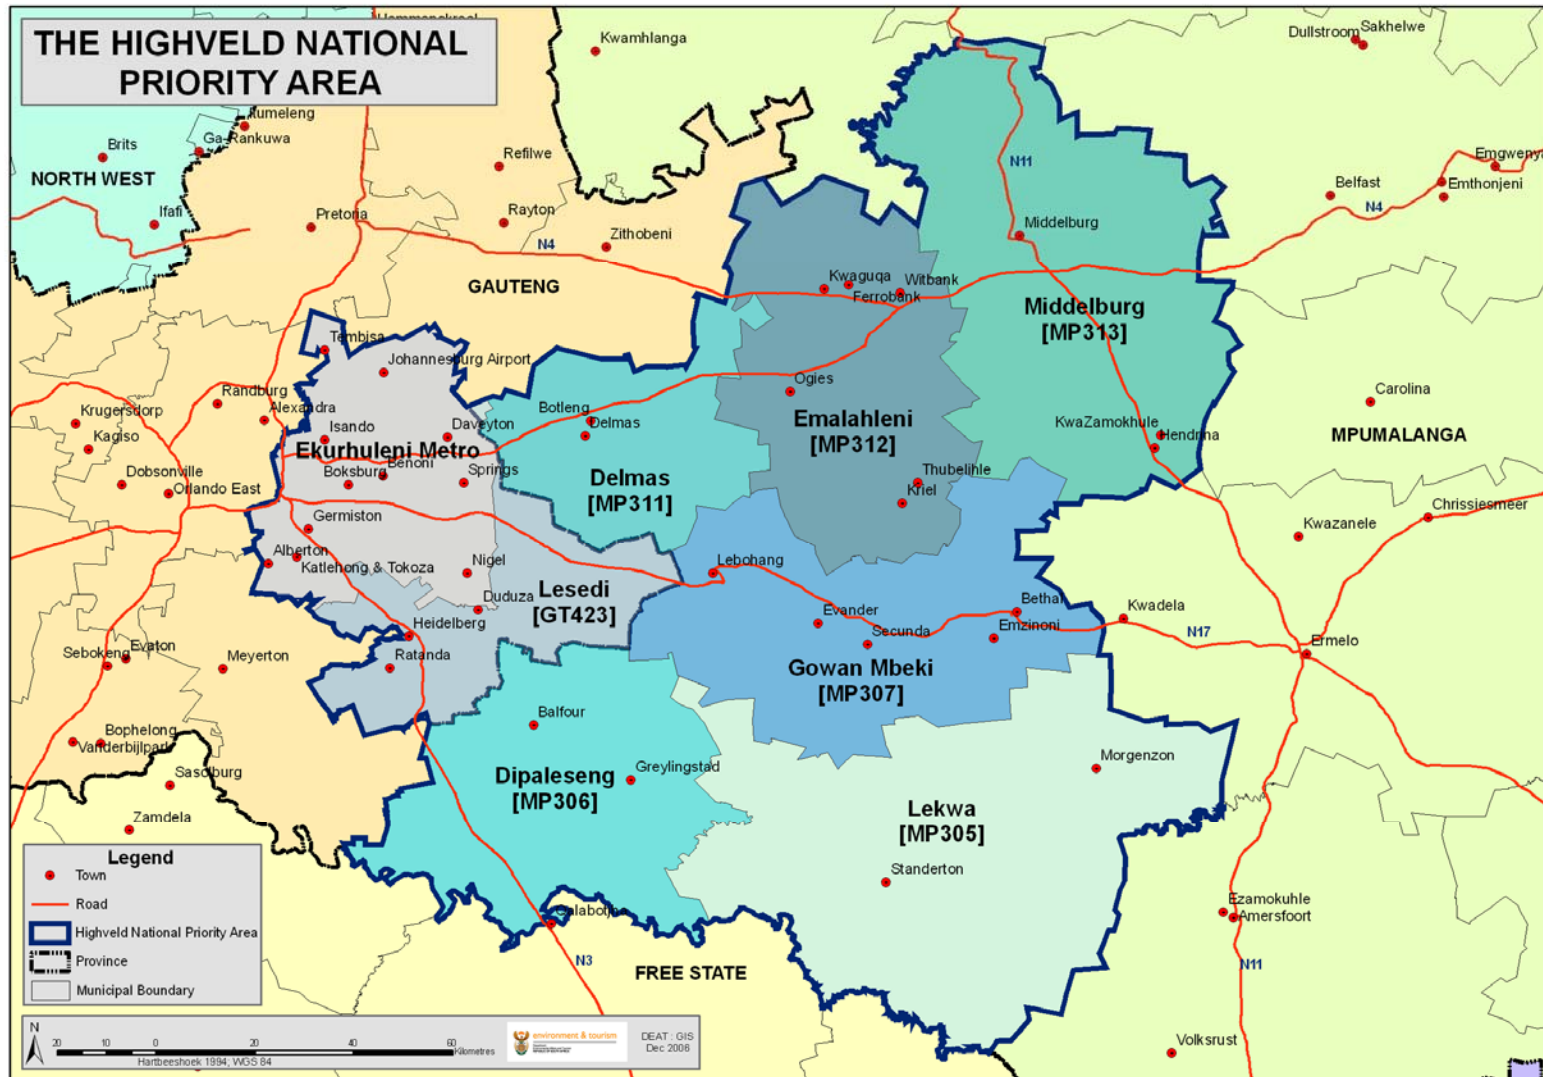 THE HIGHVELD NATIONAL
PRIORITY AREA
Kwamhlanga
Dullstroom
Sakhelwe
Ga-Rankuwa
Brits
NORTH WEST
Ifafi
Pretoria
Refilwe
Rayton
Zithobeni
N4
GAUTENG
N11
Middelburg
Belfast
Emthonjeni
N4
Kwaguqa
Witbank
Ferrobank
Middelburg
[MP313]
Tembisa
Johannesburg Airport
Randburg
Alexandra
Krugersdorp
Kagiso
Isando
Daveyton
Ekurhuleni Metro
Boksburg
Benoni
Springs
Dobsonville
Orlando East
Germiston
Alberton
Katlehong & Tokoza
Nigel
Duduza
Botleng
Delmas
Delmas
[MP311]
Ogies
Emalahleni
[MP312]
Thubelihle
Kriel
KwaZamokhule
Hendrina
Carolina
MPUMALANGA
Chrissiesmeer
Kwazanele
Lesedi
[GT423]
Heidelberg
Ratanda
Lebohang
Evander
Secunda
Bethal
Emzinoni
Kwadela
N17
Ermelo
Gowan Mbeki
[MP307]
Sebokeng
Evaton
Meyerton
Bophelong
Vanderbijlpark
Sasolburg
Zamdela
Balfour
Greylingstad
Dipaleseng
[MP306]
Morgenzon
Lekwa
[MP305]
Standerton
Ezamokuhle
Amersfoort
N11
N3
FREE STATE
Volksrust
Legend
Town
Road
Highveld National Priority Area
Province
Municipal Boundary
N
20 10 0 20 40 60
Kilometres
Hartbeeshoek 1994; WGS 84
environment & tourism
DEAT : GIS
Dec 2006